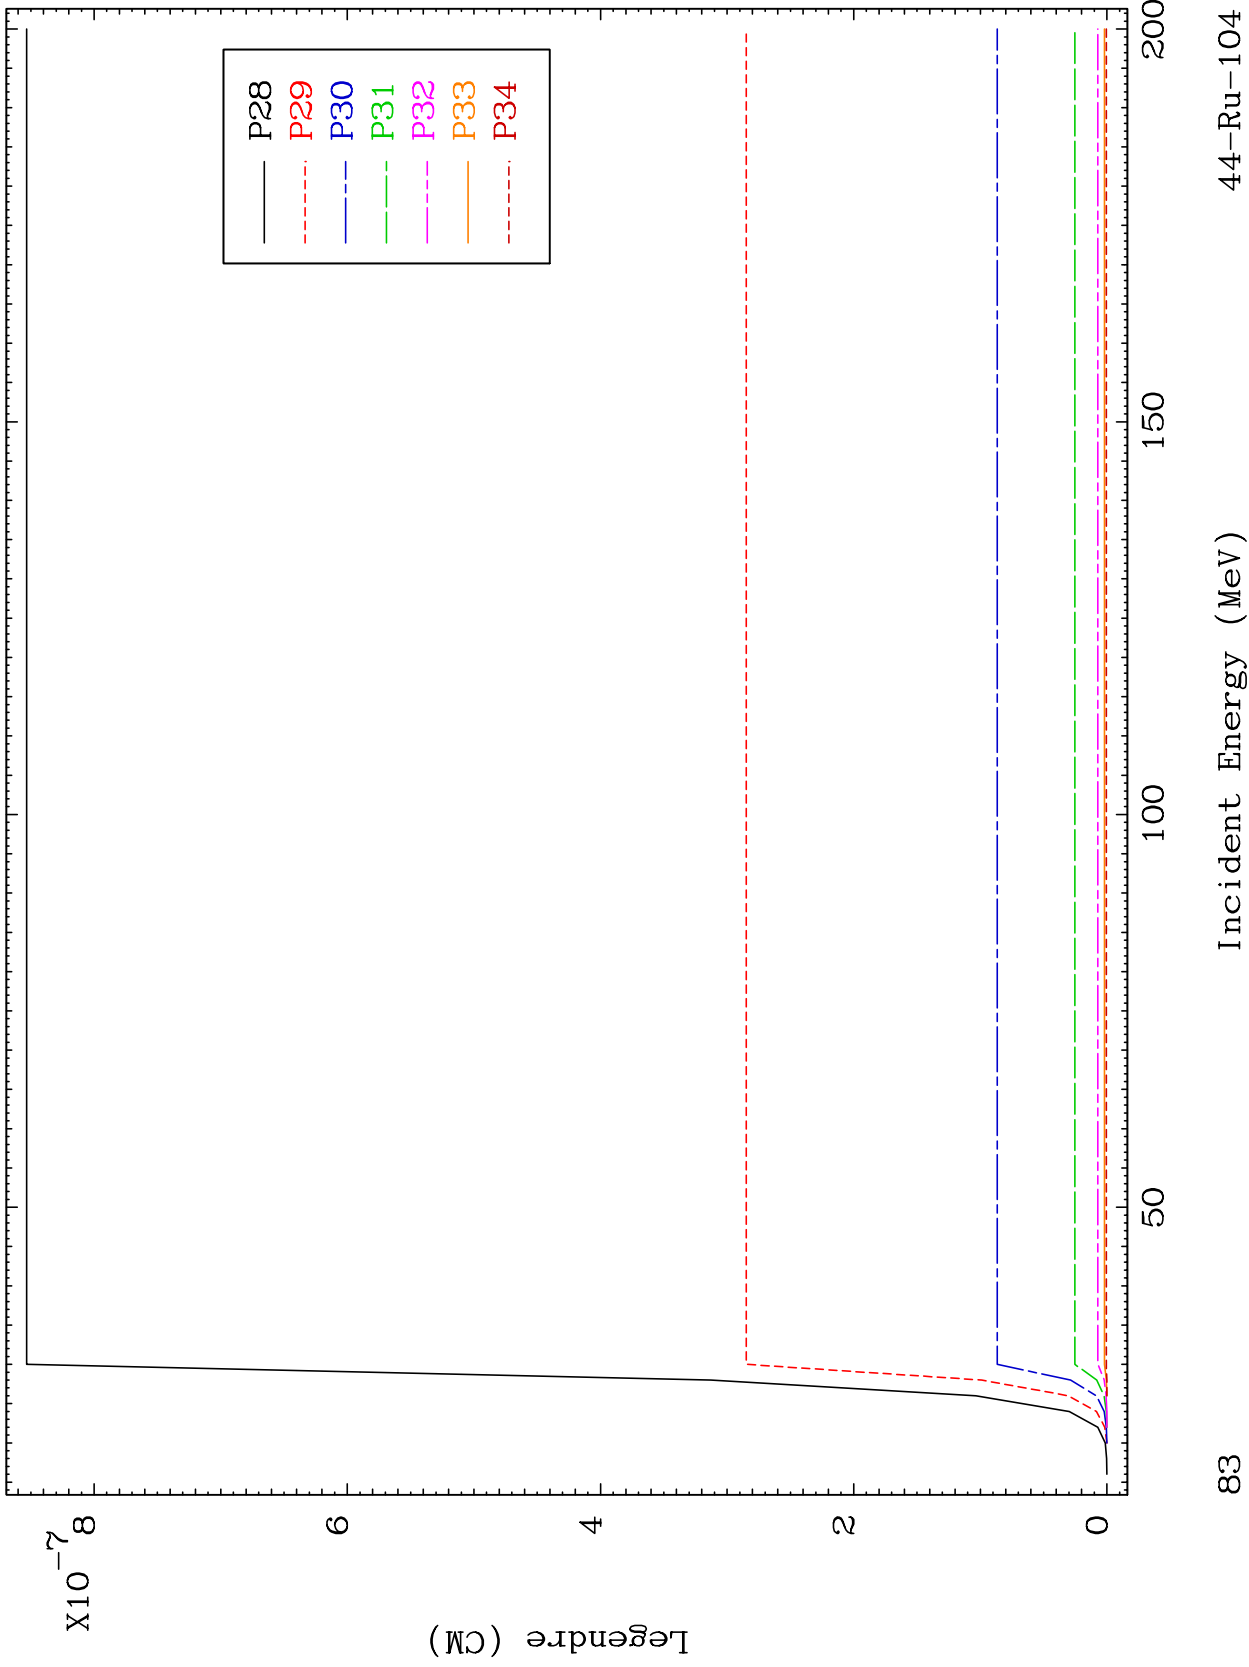 X10-7
8
6
4
2
0
Legendre (CM)
P28
P29
P30
P31
P32
P33
P34
50
100
150
200
Incident Energy (MeV)
83
44-Ru-104